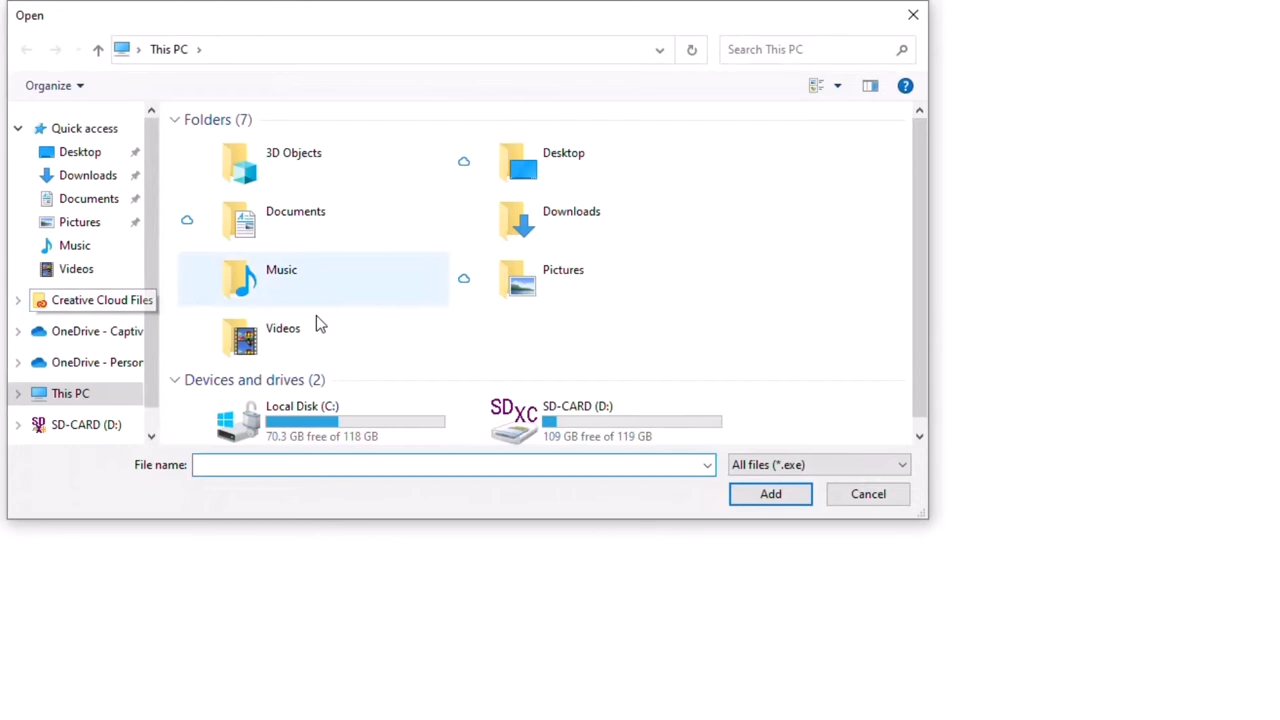 Open
This PC
Search This PC
Organize
Quick access
Desktop
Downloads
Documents
Pictures
Music
Videos
Creative Cloud Files
OneDrive - Captiv
OneDrive - Person
This PC
SD-CARD (D:)
Folders (7)
3D Objects
Desktop
Documents
Downloads
Music
Pictures
Videos
Devices and drives (2)
Local Disk (C:)
70.3 GB free of 118 GB
SDXC
SD-CARD (D:)
109 GB free of 119 GB
File name:
All files (*.exe)
Add
Cancel